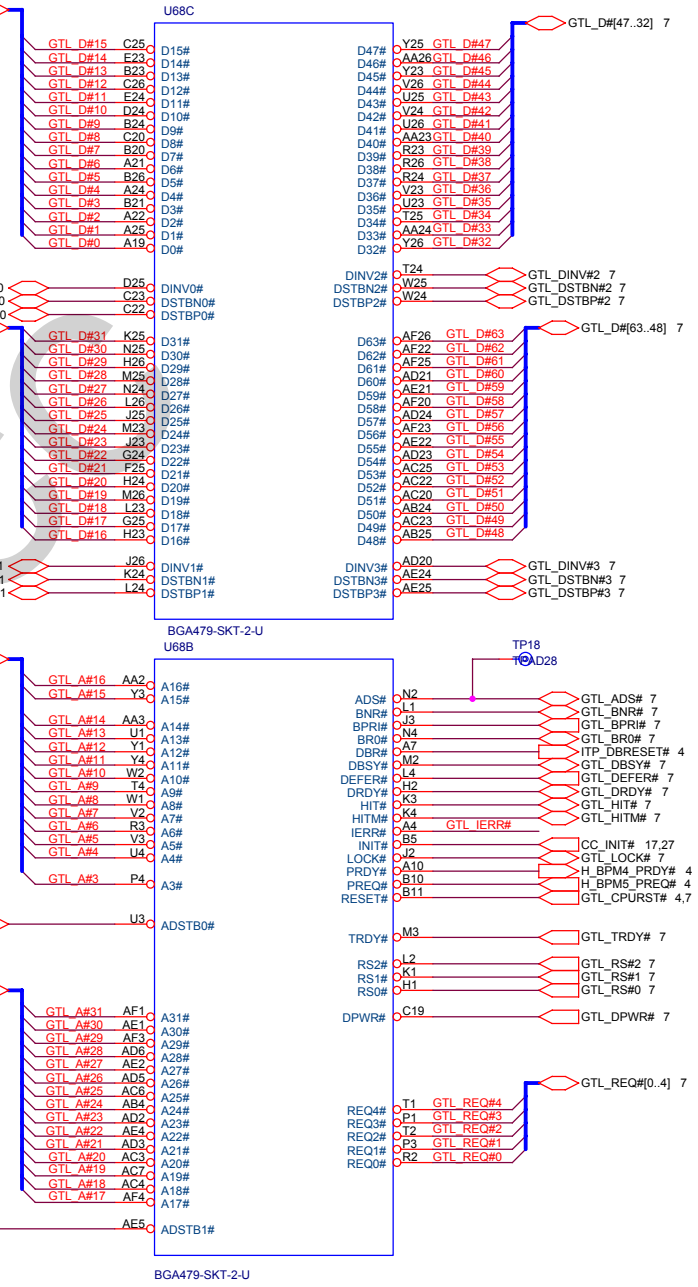 U68C
GTL_D#[47..32] 7
GTL_D#15 C25 D15# D47# Y25 GTL_D#47
GTL_D#14 E23 D14# D46# AA26 GTL_D#46
GTL_D#13 B23 D13# D45# Y23 GTL_D#45
GTL_D#12 C26 D12# D44# V26 GTL_D#44
GTL_D#11 E24 D11# D43# U25 GTL_D#43
GTL_D#10 D24 D10# D42# V24 GTL_D#42
GTL_D#9 B24 D9# D41# U26 GTL_D#41
GTL_D#8 C20 D8# D40# AA23 GTL_D#40
GTL_D#7 B20 D7# D39# R23 GTL_D#39
GTL_D#6 A21 D6# D38# R26 GTL_D#38
GTL_D#5 B26 D5# D37# R24 GTL_D#37
GTL_D#4 A24 D4# D36# V23 GTL_D#36
GTL_D#3 B21 D3# D35# U23 GTL_D#35
GTL_D#2 A22 D2# D34# T25 GTL_D#34
GTL_D#1 A25 D1# D33# AA24 GTL_D#33
GTL_D#0 A19 D0# D32# Y26 GTL_D#32
0 D25 DINV0# DINV2# T24 GTL_DINV#2 7
0 C23 DSTBN0# DSTBN2# W25 GTL_DSTBN#2 7
0 C22 DSTBP0# DSTBP2# W24 GTL_DSTBP#2 7
GTL_D#[63..48] 7
GTL_D#31 K25 D31# D63# AF26 GTL_D#63
GTL_D#30 N25 D30# D62# AF22 GTL_D#62
GTL_D#29 H26 D29# D61# AF25 GTL_D#61
GTL_D#28 M25 D28# D60# AD21 GTL_D#60
GTL_D#27 N24 D27# D59# AE21 GTL_D#59
GTL_D#26 L26 D26# D58# AF20 GTL_D#58
GTL_D#25 J25 D25# D57# AD24 GTL_D#57
GTL_D#24 M23 D24# D56# AF23 GTL_D#56
GTL_D#23 J23 D23# D55# AE22 GTL_D#55
GTL_D#22 G24 D22# D54# AD23 GTL_D#54
GTL_D#21 F25 D21# D53# AC25 GTL_D#53
GTL_D#20 H24 D20# D52# AC22 GTL_D#52
GTL_D#19 M26 D19# D51# AC20 GTL_D#51
GTL_D#18 L23 D18# D50# AB24 GTL_D#50
GTL_D#17 G25 D17# D49# AC23 GTL_D#49
GTL_D#16 H23 D16# D48# AB25 GTL_D#48
1 J26 DINV1# DINV3# AD20 GTL_DINV#3 7
1 K24 DSTBN1# DSTBN3# AE24 GTL_DSTBN#3 7
1 L24 DSTBP1# DSTBP3# AE25 GTL_DSTBP#3 7
BGA479-SKT-2-U
U68B
TP18
TPAD28
GTL_A#16 AA2 A16#
GTL_A#15 Y3 A15#
ADS# N2 GTL_ADS# 7
BNR# L1 GTL_BNR# 7
GTL_A#14 AA3 A14# BPRI# J3 GTL_BPRI# 7
GTL_A#13 U1 A13# BR0# N4 GTL_BR0# 7
GTL_A#12 Y1 A12# DBR# A7 ITP_DBRESET# 4
GTL_A#11 Y4 A11# DBSY# M2 GTL_DBSY# 7
GTL_A#10 W2 A10# DEFER# L4 GTL_DEFER# 7
GTL_A#9 T4 A9# DRDY# H2 GTL_DRDY# 7
GTL_A#8 W1 A8# HIT# K3 GTL_HIT# 7
GTL_A#7 V2 A7# HITM# K4 GTL_HITM# 7
GTL_A#6 R3 A6# IERR# A4 GTL_IERR#
GTL_A#5 V3 A5# INIT# B5 CC_INIT# 17,27
GTL_A#4 U4 A4# LOCK# J2 GTL_LOCK# 7
PRDY# A10 H_BPM4_PRDY# 4
GTL_A#3 P4 A3# PREQ# B10 H_BPM5_PREQ# 4
RESET# B11 GTL_CPURST# 4,7
U3 ADSTB0#
TRDY# M3 GTL_TRDY# 7
RS2# L2 GTL_RS#2 7
RS1# K1 GTL_RS#1 7
RS0# H1 GTL_RS#0 7
GTL_A#31 AF1 A31# DPWR# C19 GTL_DPWR# 7
GTL_A#30 AE1 A30#
GTL_A#29 AF3 A29#
GTL_A#28 AD6 A28#
GTL_A#27 AE2 A27#
GTL_A#26 AD5 A26# GTL_REQ#[0..4] 7
GTL_A#25 AC6 A25#
GTL_A#24 AB4 A24# REQ4# T1 GTL_REQ#4
GTL_A#23 AD2 A23# REQ3# P1 GTL_REQ#3
GTL_A#22 AE4 A22# REQ2# T2 GTL_REQ#2
GTL_A#21 AD3 A21# REQ1# P3 GTL_REQ#1
GTL_A#20 AC3 A20# REQ0# R2 GTL_REQ#0
GTL_A#19 AC7 A19#
GTL_A#18 AC4 A18#
GTL_A#17 AF4 A17#
AE5 ADSTB1#
BGA479-SKT-2-U